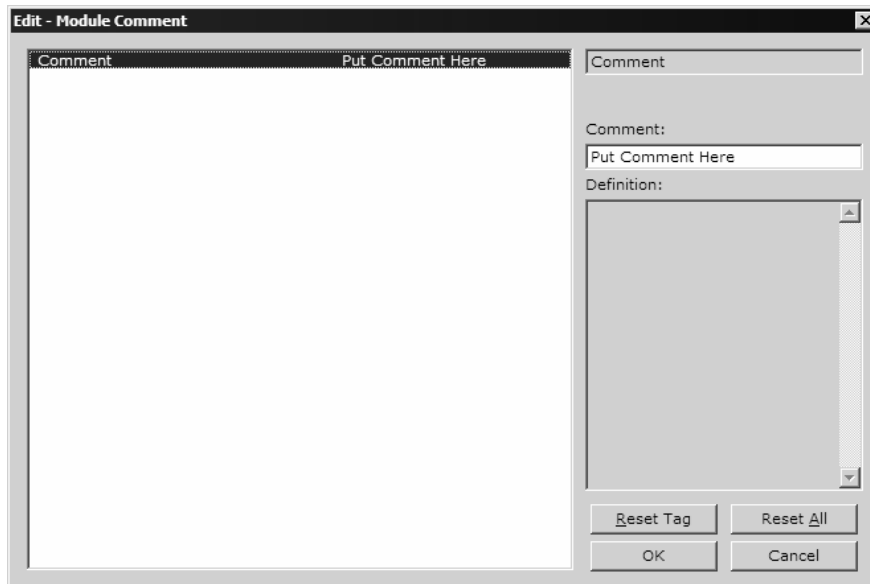 Edit - Module Comment
Comment Put Comment Here
Comment
Comment:
Put Comment Here
Definition:
Reset Tag Reset All
OK Cancel